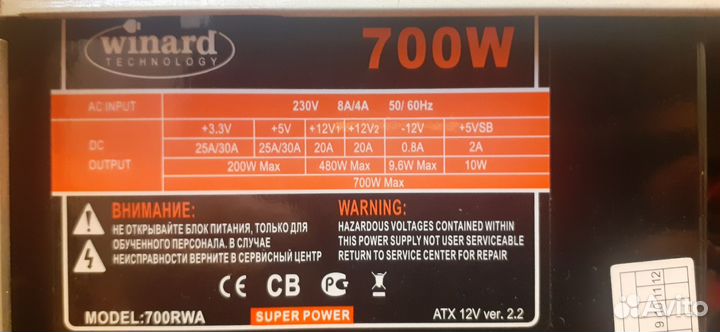 winard
TECHNOLOGY
700W
AC INPUT 230V 8A/4A 50/ 60Hz
DC OUTPUT
+3.3V +5V +12V1 +12V2 -12V +5VSB
25A/30A 25A/30A 20A 20A 0.8A 2A
200W Max 480W Max 9.6W Max 10W
700W Max
ВНИМАНИЕ:
НЕ ОТКРЫВАЙТЕ БЛОК ПИТАНИЯ, ТОЛЬКО ДЛЯ
ОБУЧЕННОГО ПЕРСОНАЛА. В СЛУЧАЕ
НЕИСПРАВНОСТИ ВЕРНИТЕ В СЕРВИСНЫЙ ЦЕНТР
WARNING:
HAZARDOUS VOLTAGES CONTAINED WITHIN
THIS POWER SUPPLY NOT USER SERVICEABLE
RETURN TO SERVICE CENTER FOR REPAIR
CE CB
MODEL:700RWA
SUPER POWER
ATX 12V ver. 2.2
Avito